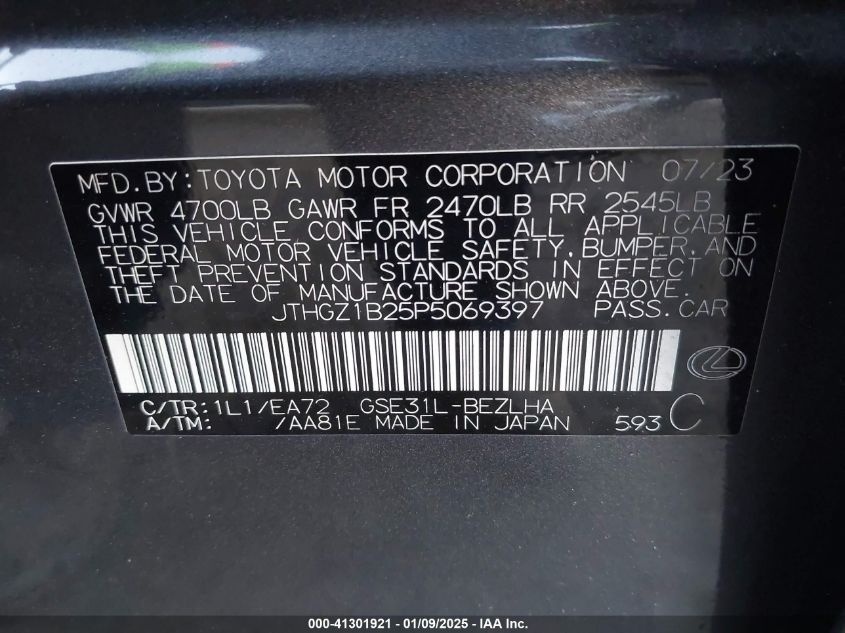 MFD.BY:TOYOTA MOTOR CORPORATION 07/23
GVWR 4700LB GAWR FR 2470LB RR 2545LB
THIS VEHICLE CONFORMS TO ALL APPLICABLE
FEDERAL MOTOR VEHICLE SAFETY,BUMPER,AND
THEFT PREVENTION STANDARDS IN EFFECT ON
THE DATE OF MANUFACTURE SHOWN ABOVE.
JTHGZ1B25P5069397 PASS.CAR
C/TR:1L1/EA72 GSE31L-BEZLHA
A/TM: /AA81E MADE IN JAPAN 593 C
000-41301921 - 01/09/2025 - IAA Inc.